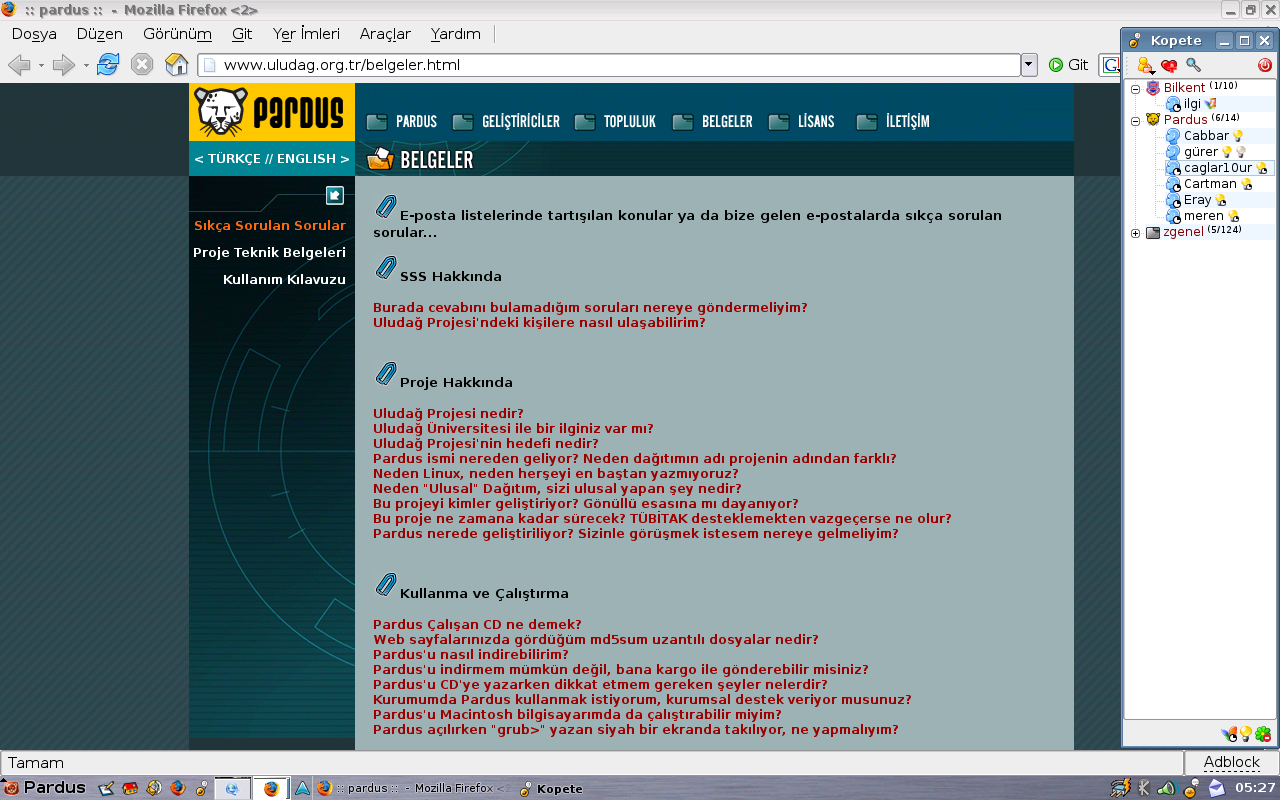 :: pardus :: - Mozilla Firefox <2>
Dosya Düzen Görünüm Git Yer İmleri Araçlar Yardım
www.uludag.org.tr/belgeler.html
Git
G
PARDUS
PARDUS GELİŞTİRİCİLER TOPLULUK BELGELER LİSANS İLETİŞİM
< TÜRKÇE // ENGLISH >
BELGELER
Sıkça Sorulan Sorular
Proje Teknik Belgeleri
Kullanım Kılavuzu
E-posta listelerinde tartışılan konular ya da bize gelen e-postalarda sıkça sorulan
sorular...
SSS Hakkında
Burada cevabını bulamadığım soruları nereye göndermeliyim?
Uludağ Projesi'ndeki kişilere nasıl ulaşabilirim?
Proje Hakkında
Uludağ Projesi nedir?
Uludağ Üniversitesi ile bir ilginiz var mı?
Uludağ Projesi'nin hedefi nedir?
Pardus ismi nereden geliyor? Neden dağıtımın adı projenin adından farklı?
Neden Linux, neden herşeyi en baştan yazmıyoruz?
Neden "Ulusal" Dağıtım, sizi ulusal yapan şey nedir?
Bu projeyi kimler geliştiriyor? Gönüllü esasına mı dayanıyor?
Bu proje ne zamana kadar sürecek? TÜBİTAK desteklemekten vazgeçerse ne olur?
Pardus nerede geliştiriliyor? Sizinle görüşmek istesem nereye gelmeliyim?
Kullanma ve Çalıştırma
Pardus Çalışan CD ne demek?
Web sayfalarınızda gördüğüm md5sum uzantılı dosyalar nedir?
Pardus'u nasıl indirebilirim?
Pardus'u indirmem mümkün değil, bana kargo ile gönderebilir misiniz?
Pardus'u CD'ye yazarken dikkat etmem gereken şeyler nelerdir?
Kurumumda Pardus kullanmak istiyorum, kurumsal destek veriyor musunuz?
Pardus'u Macintosh bilgisayarımda da çalıştırabilir miyim?
Pardus açılırken "grub>" yazan siyah bir ekranda takılıyor, ne yapmalıyım?
Kopete
Bilkent (1/10)
ilgi
Pardus (6/14)
Cabbar
gürer
caglar10ur
Cartman
Eray
meren
zgenel (5/124)
Tamam
Adblock
Pardus
:: pardus :: - Mozilla Firefox <2
Kopete
05:27